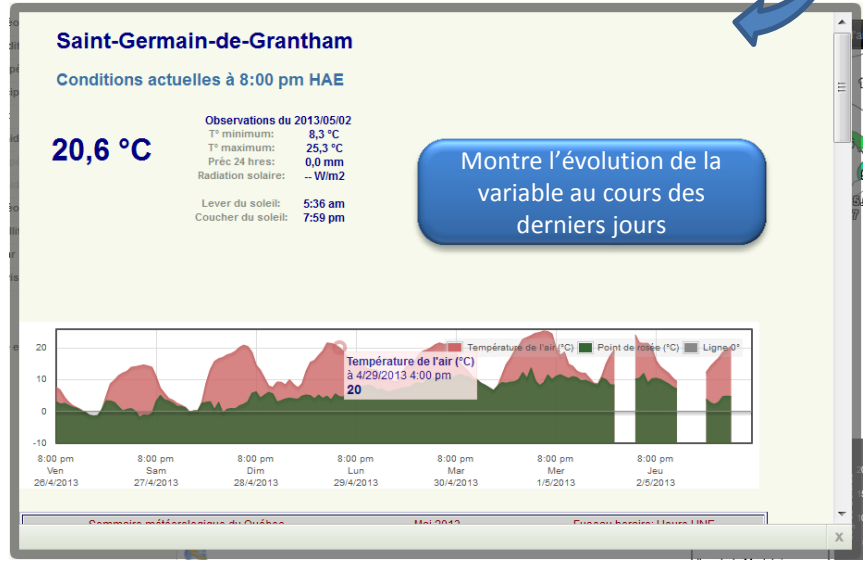 Saint-Germain-de-Grantham
Conditions actuelles à 8:00 pm HAE
20,6 °C
Observations du 2013/05/02
T° minimum: 8,3 °C
T° maximum: 25,3 °C
Préc 24 hres: 0,0 mm
Radiation solaire: -- W/m2
Lever du soleil: 5:36 am
Coucher du soleil: 7:59 pm
Montre l'évolution de la
variable au cours des
derniers jours
Température de l'air (°C) Point de rosée (°C) Ligne 0°
Température de l'air (°C)
à 4/29/2013 4:00 pm
20
20
10
0
-10
8:00 pm 8:00 pm 8:00 pm 8:00 pm 8:00 pm 8:00 pm 8:00 pm
Ven Sam Dim Lun Mar Mer Jeu
26/4/2013 27/4/2013 28/4/2013 29/4/2013 30/4/2013 1/5/2013 2/5/2013
Sommaire météorologique du Québec Mai 2013 Fuseau horaire: Heure HNE
X